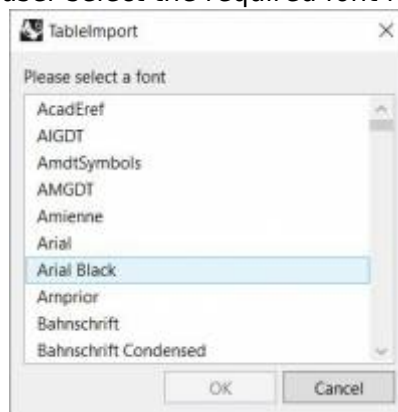 TableImport
Please select a font
AcadEref
AIGDT
AmdtSymbols
AMGDT
Amienne
Arial
Arial Black
Arnprior
Bahnschrift
Bahnschrift Condensed
OK Cancel